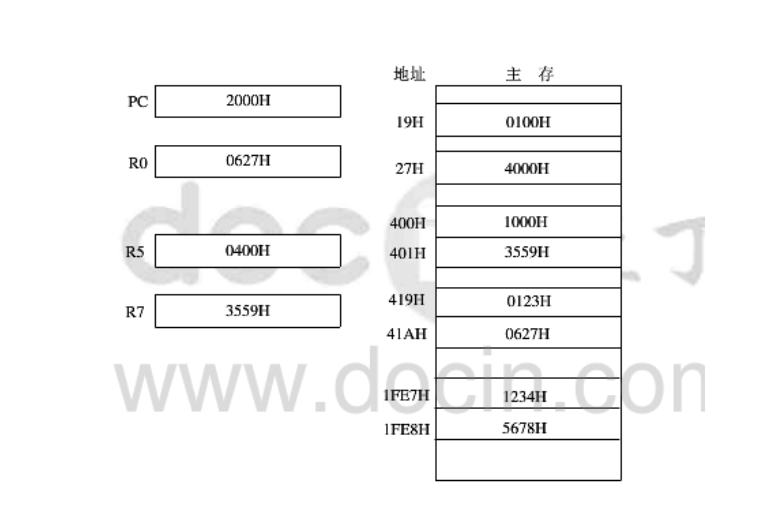 地址 主 存
PC 2000H
19H 0100H
R0 0627H
27H 4000H
400H 1000H
R5 0400H
401H 3559H
419H 0123H
R7 3559H
41AH 0627H
www.docin.con
1FE7H 1234H
1FE8H 5678H